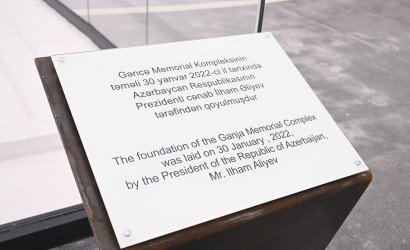 Gəncə Memorial Kompleksinin
təməli 30 yanvar 2022-ci il tarixində
Azərbaycan Respublikasının
Prezidenti cənab İlham Əliyev
tərəfindən qoyulmuşdur
The foundation of the Ganja Memorial Complex
was laid on 30 January , 2022,
by the President of the Republic of Azerbaijan,
Mr. Ilham Aliyev